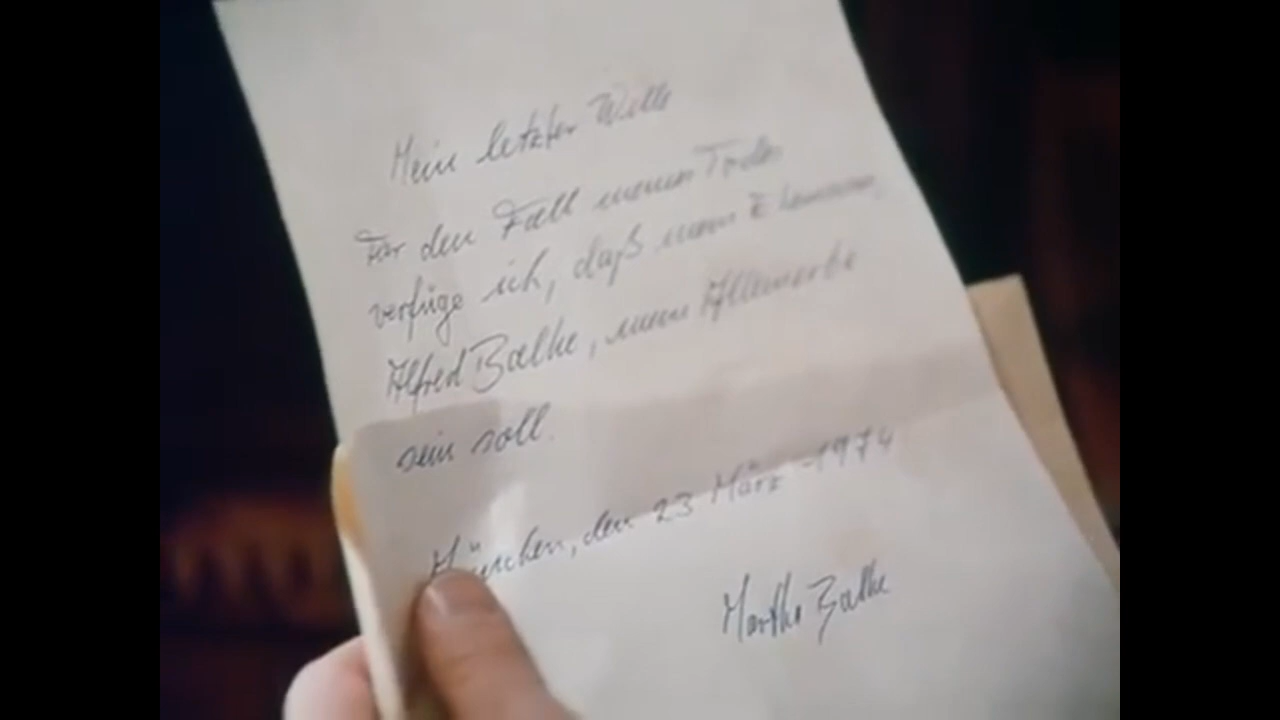 Mein letzter Wille
Für den Fall meines Todes
verfüge ich, daß mein Ehemann,
Alfred Balke, mein Alleinerbe
sein soll.
München, den 23 März 1974
Martha Balke